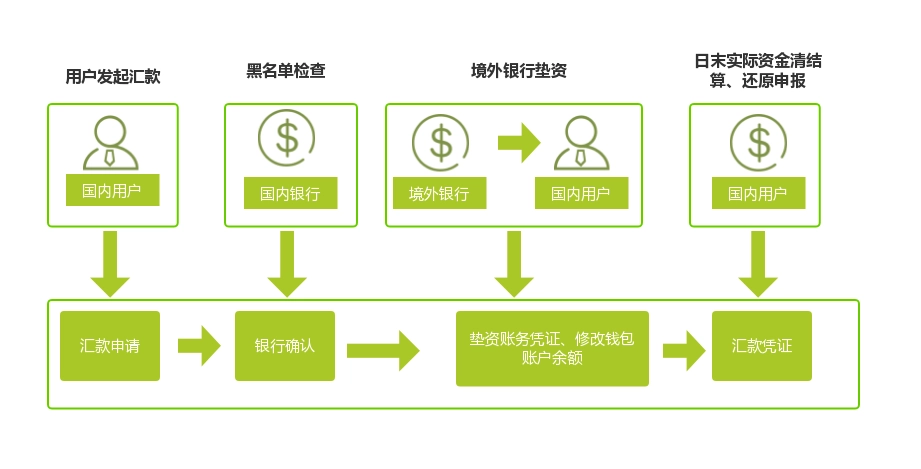 用户发起汇款
黑名单检查
境外银行垫资
日末实际资金清结
算、还原申报
国内用户
国内银行
境外银行
国内用户
国内用户
汇款申请
银行确认
垫资账务凭证、修改钱包
账户余额
汇款凭证